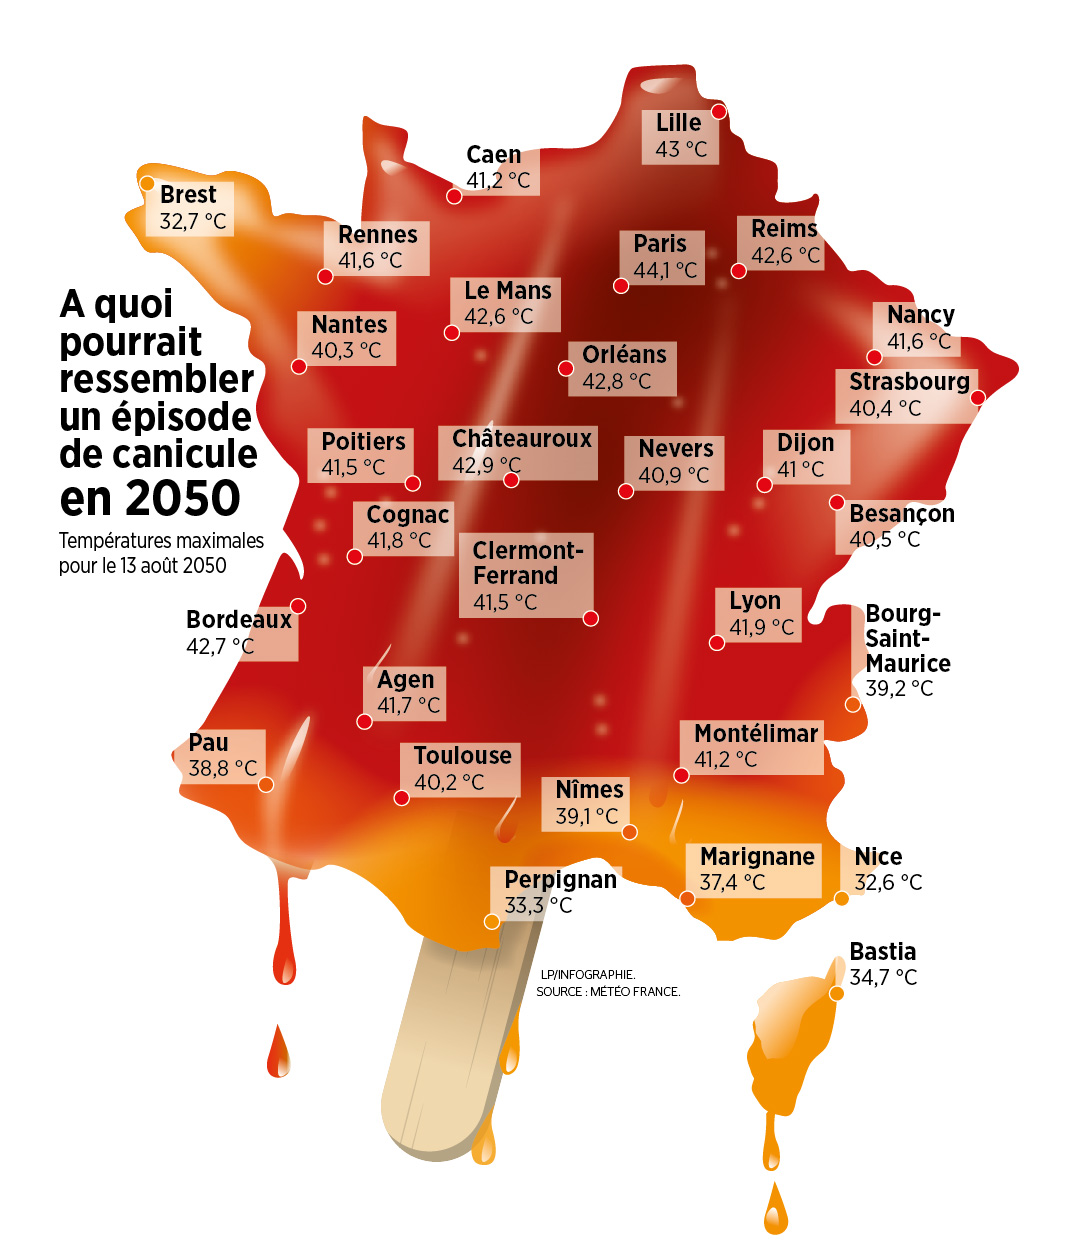 Lille
43 °C
Caen
41,2 °C
Brest
32,7 °C
Rennes
41,6 °C
Paris
44,1 °C
Reims
42,6 °C
A quoi
pourrait
ressembler
un épisode
de canicule
en 2050
Températures maximales
pour le 13 août 2050
Le Mans
42,6 °C
Nantes
40,3 °C
Nancy
41,6 °C
Orléans
42,8 °C
Strasbourg
40,4 °C
Poitiers
41,5 °C
Châteauroux
42,9 °C
Nevers
40,9 °C
Dijon
41 °C
Cognac
41,8 °C
Besançon
40,5 °C
Clermont-
Ferrand
41,5 °C
Bordeaux
42,7 °C
Lyon
41,9 °C
Bourg-
Saint-
Maurice
39,2 °C
Agen
41,7 °C
Pau
38,8 °C
Toulouse
40,2 °C
Montélimar
41,2 °C
Nîmes
39,1 °C
Marignane
37,4 °C
Nice
32,6 °C
Perpignan
33,3 °C
Bastia
34,7 °C
LP/INFOGRAPHIE.
SOURCE : MÉTÉO FRANCE.